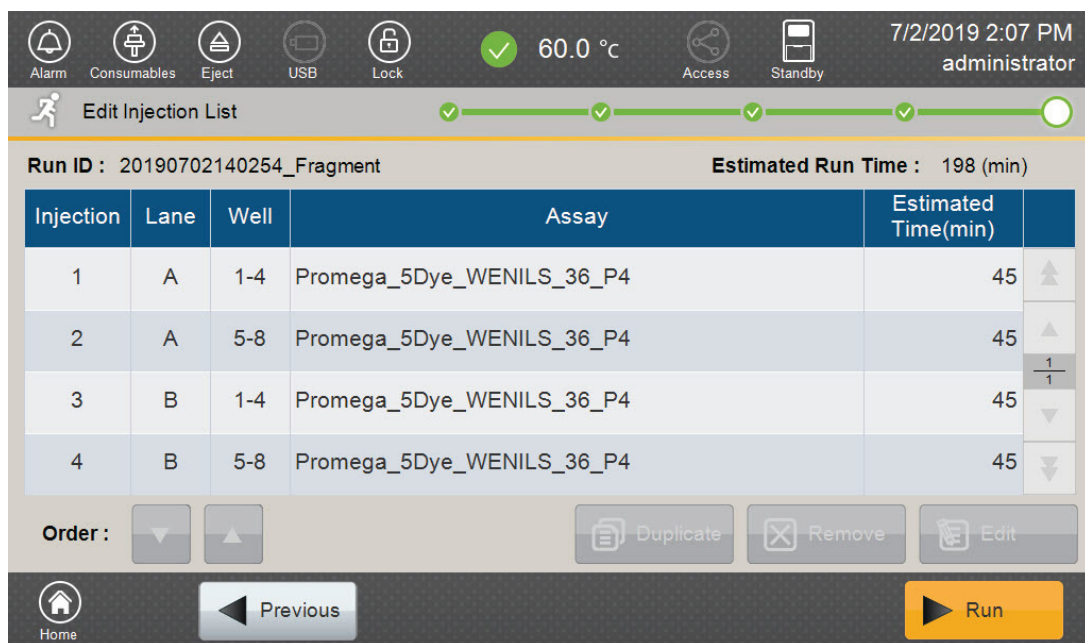 7/2/2019 2:07 PM
60.0 °c
administrator
Alarm Consumables Eject USB Lock Access Standby
Edit Injection List
Run ID : 20190702140254_Fragment Estimated Run Time : 198 (min)
Injection Lane Well Assay Estimated Time(min)
1 A 1-4 Promega_5Dye_WENILS_36_P4 45
2 A 5-8 Promega_5Dye_WENILS_36_P4 45
1
1
3 B 1-4 Promega_5Dye_WENILS_36_P4 45
4 B 5-8 Promega_5Dye_WENILS_36_P4 45
Order : Duplicate Remove Edit
Previous Run
Home